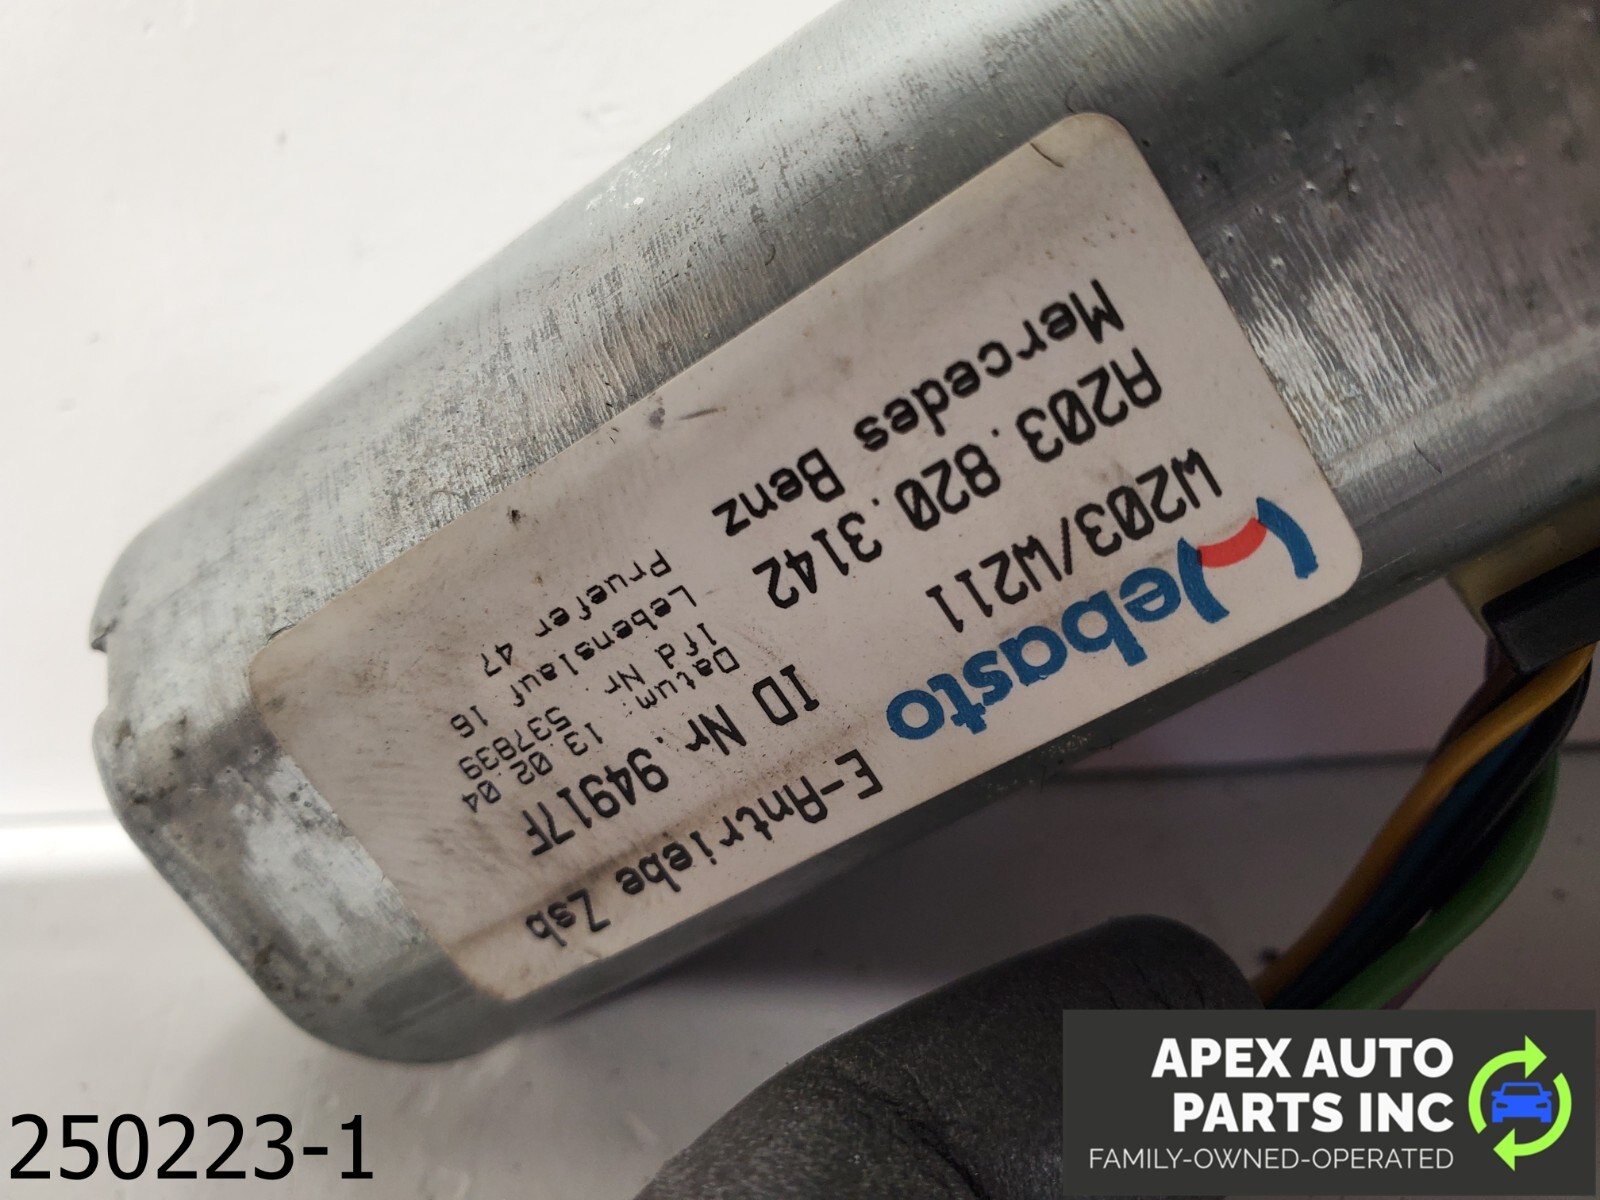 Webasto E-Antriebe Zsb
W203/W211 ID Nr. 94917F
A203.820.3142
Mercedes Benz
Datum: 13.02.04
lfd Nr. 537839
Lebenslauf 16
Pruefer 47
250223-1
APEX AUTO
PARTS INC
FAMILY-OWNED-OPERATED